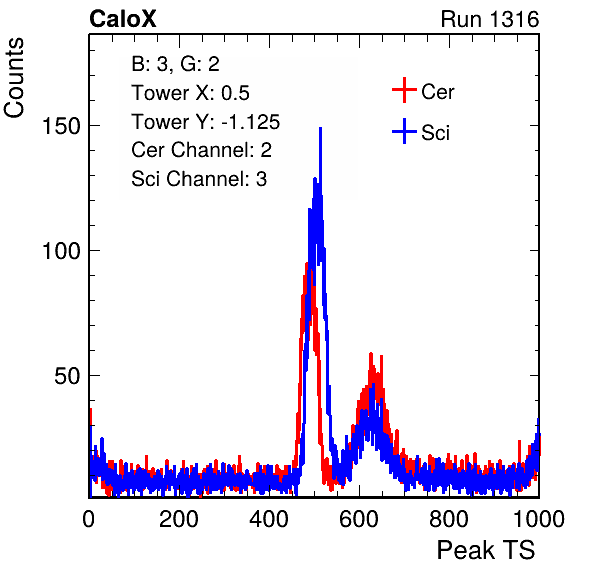 CaloX Run 1316
Counts
B: 3, G: 2
Tower X: 0.5
Tower Y: -1.125
Cer Channel: 2
Sci Channel: 3
Cer
Sci
150
100
50
0 200 400 600 800 1000
Peak TS